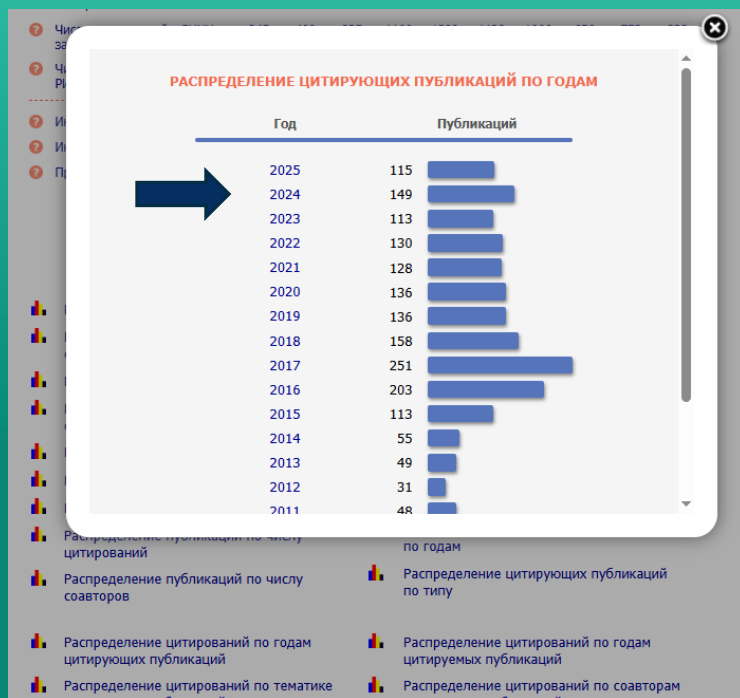 РАСПРЕДЕЛЕНИЕ ЦИТИРУЮЩИХ ПУБЛИКАЦИЙ ПО ГОДАМ
Год Публикаций
2025 115
2024 149
2023 113
2022 130
2021 128
2020 136
2019 136
2018 158
2017 251
2016 203
2015 113
2014 55
2013 49
2012 31
2011 48
Распределение публикаций по числу
цитирований
по годам
Распределение публикаций по числу
соавторов
Распределение цитирующих публикаций
по типу
Распределение цитирований по годам
цитирующих публикаций
Распределение цитирований по годам
цитируемых публикаций
Распределение цитирований по тематике
Распределение цитирований по соавторам